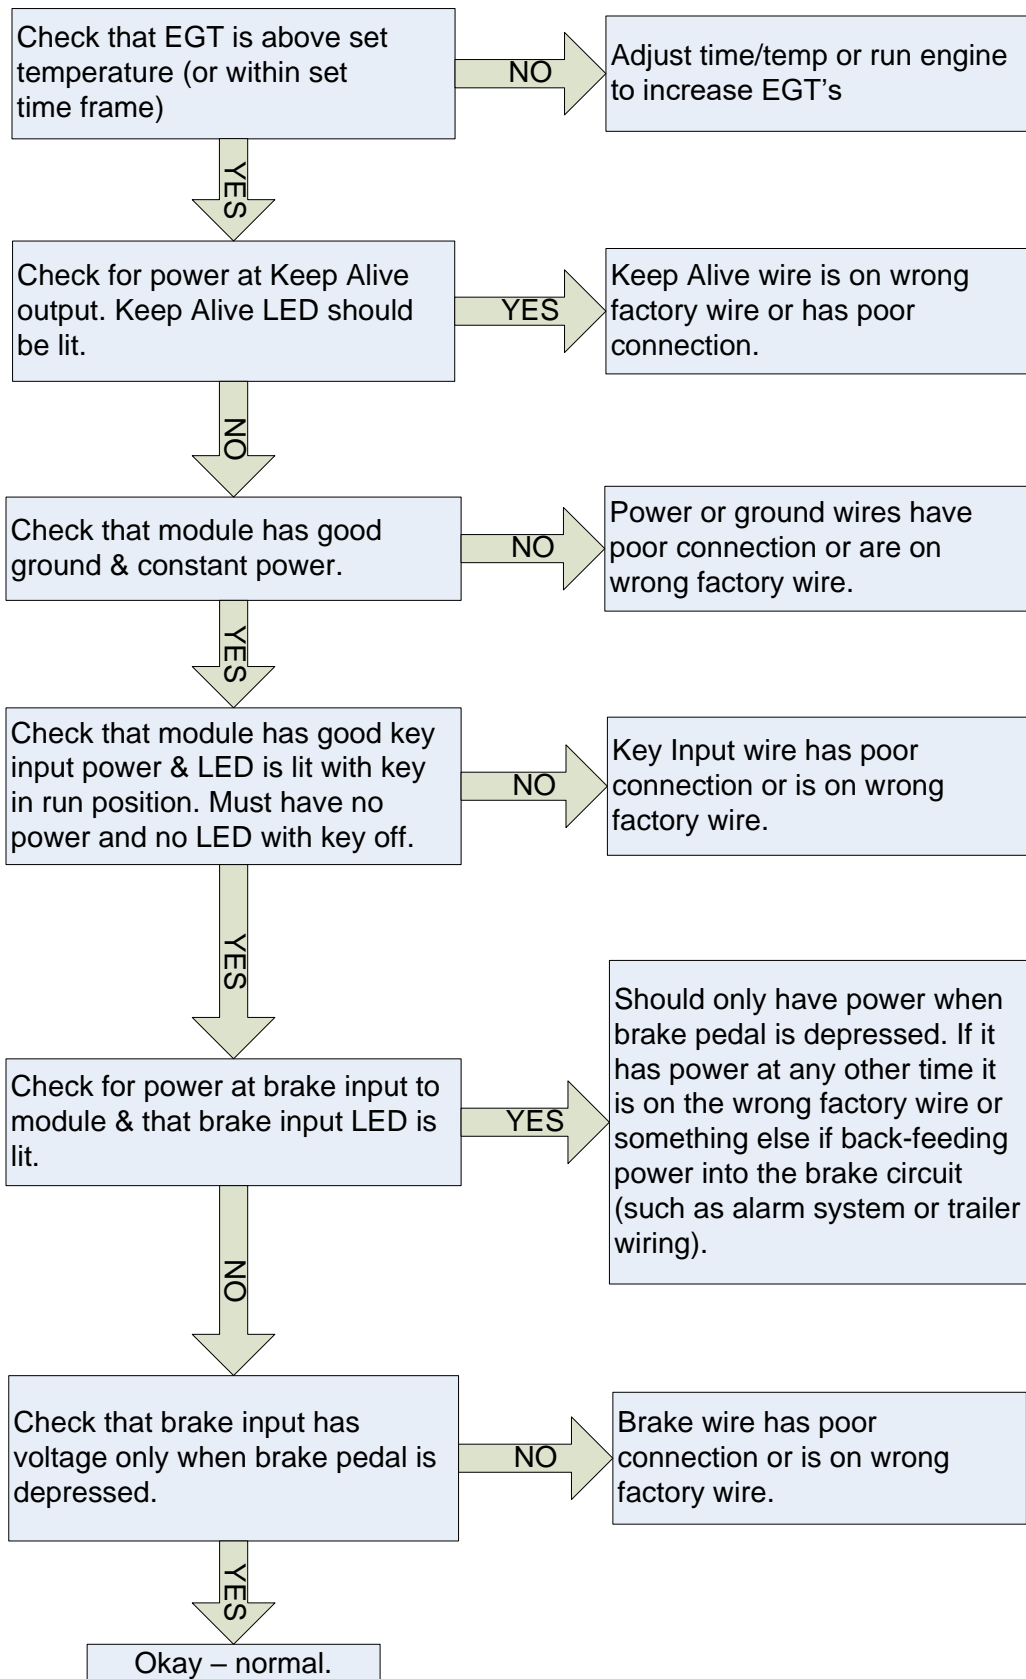 Check that EGT is above set
temperature (or within set
time frame)
NO
Adjust time/temp or run engine
to increase EGT's
YES
Check for power at Keep Alive
output. Keep Alive LED should
be lit.
YES
Keep Alive wire is on wrong
factory wire or has poor
connection.
NO
Check that module has good
ground & constant power.
NO
Power or ground wires have
poor connection or are on
wrong factory wire.
YES
Check that module has good key
input power & LED is lit with key
in run position. Must have no
power and no LED with key off.
NO
Key Input wire has poor
connection or is on wrong
factory wire.
YES
Check for power at brake input to
module & that brake input LED is
lit.
YES
Should only have power when
brake pedal is depressed. If it
has power at any other time it
is on the wrong factory wire or
something else if back-feeding
power into the brake circuit
(such as alarm system or trailer
wiring).
NO
Check that brake input has
voltage only when brake pedal is
depressed.
NO
Brake wire has poor
connection or is on wrong
factory wire.
YES
Okay – normal.